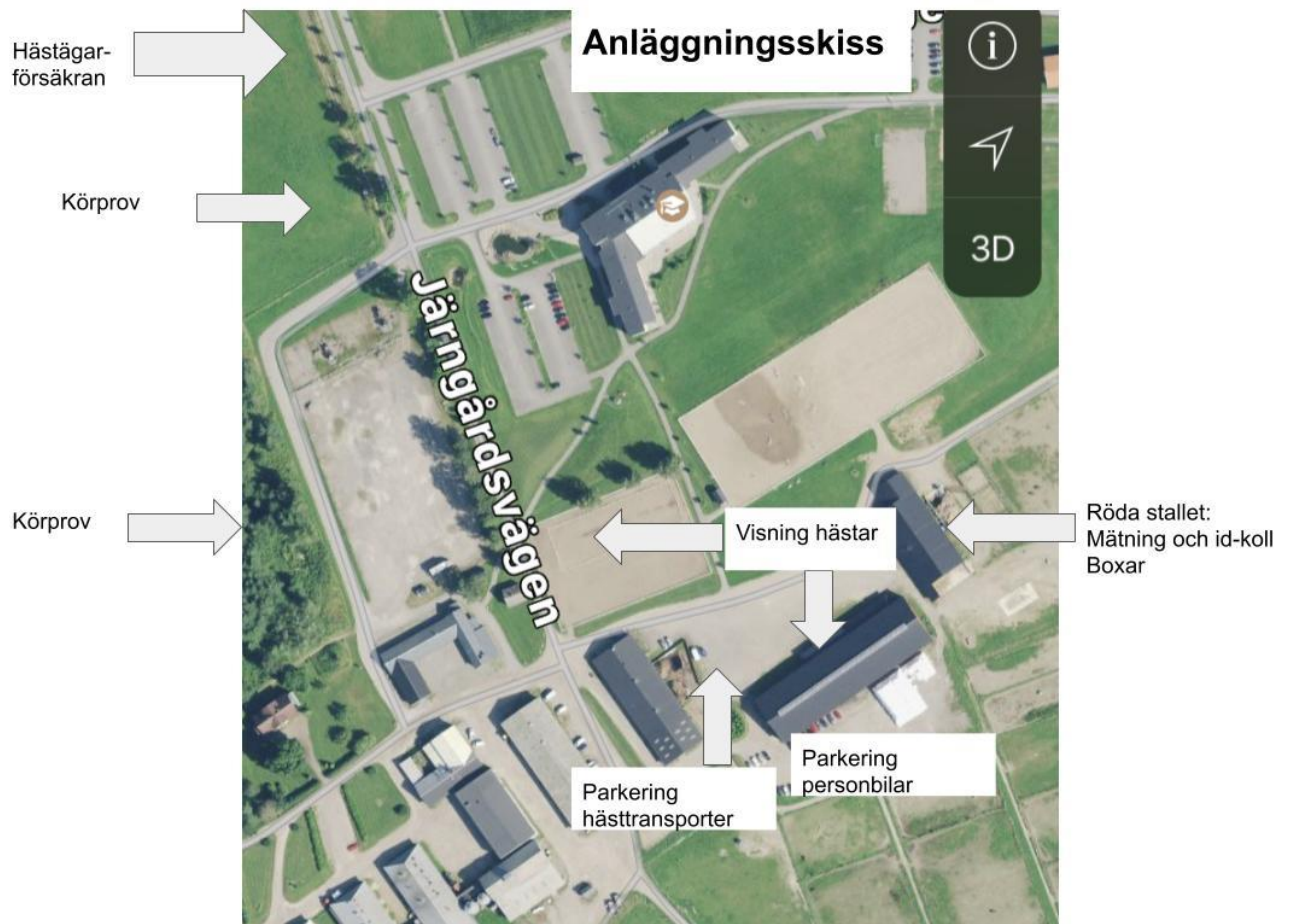 Anläggningsskiss
Hästägar-
försäkran
Körprov
3D
Järngårdsvägen
Körprov
Visning hästar
Röda stallet:
Mätning och id-koll
Boxar
Parkering
personbilar
Parkering
hästtransporter